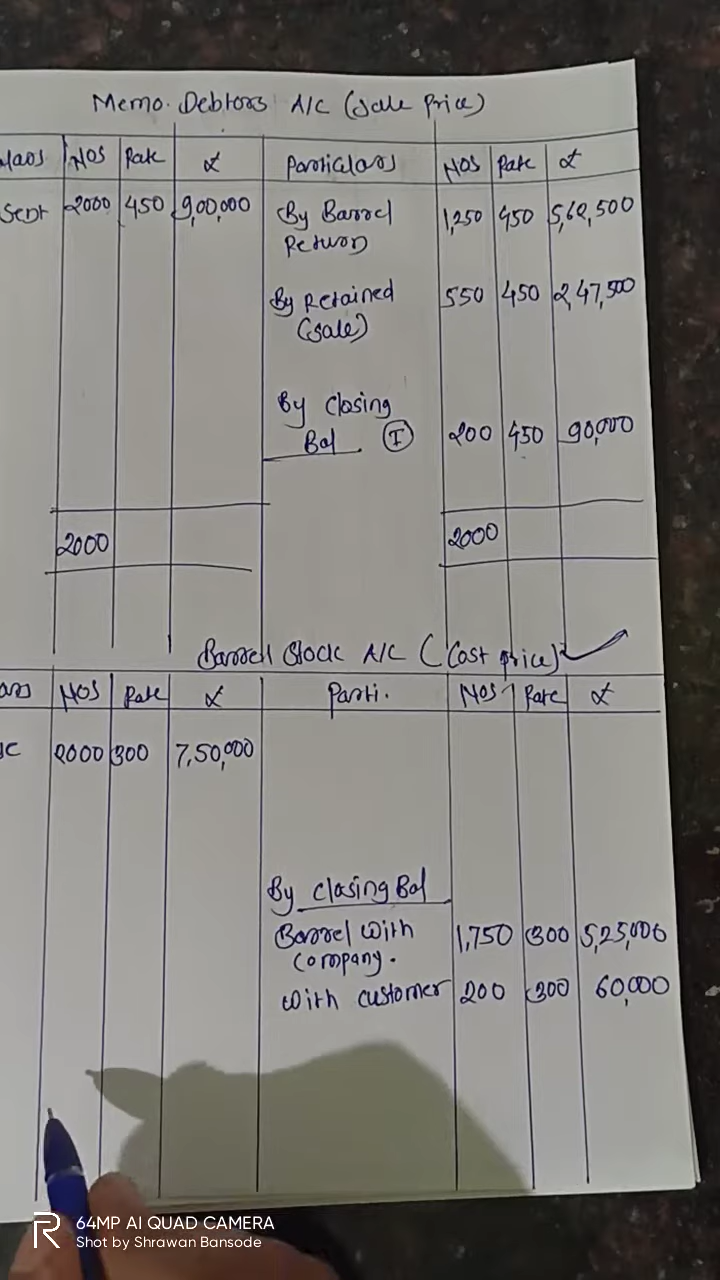 Memo. Debtors A/C (Sale Price)
Nos Rate ₹ Particulars Nos Rate ₹
Sent 2000 450 9,00,000 By Barrel 1,250 450 5,62,500
Return
By Retained 550 450 2,47,500
(Sale)
By Closing
Bal. I 200 450 90,000
2000 2000
Barrel Stock A/C (Cost price)
Nos Rate ₹ Parti. Nos Rate ₹
2000 300 7,50,000
By Closing Bal
Barrel with 1,750 300 5,25,000
Company.
With customer 200 300 60,000
R
64MP AI QUAD CAMERA
Shot by Shrawan Bansode